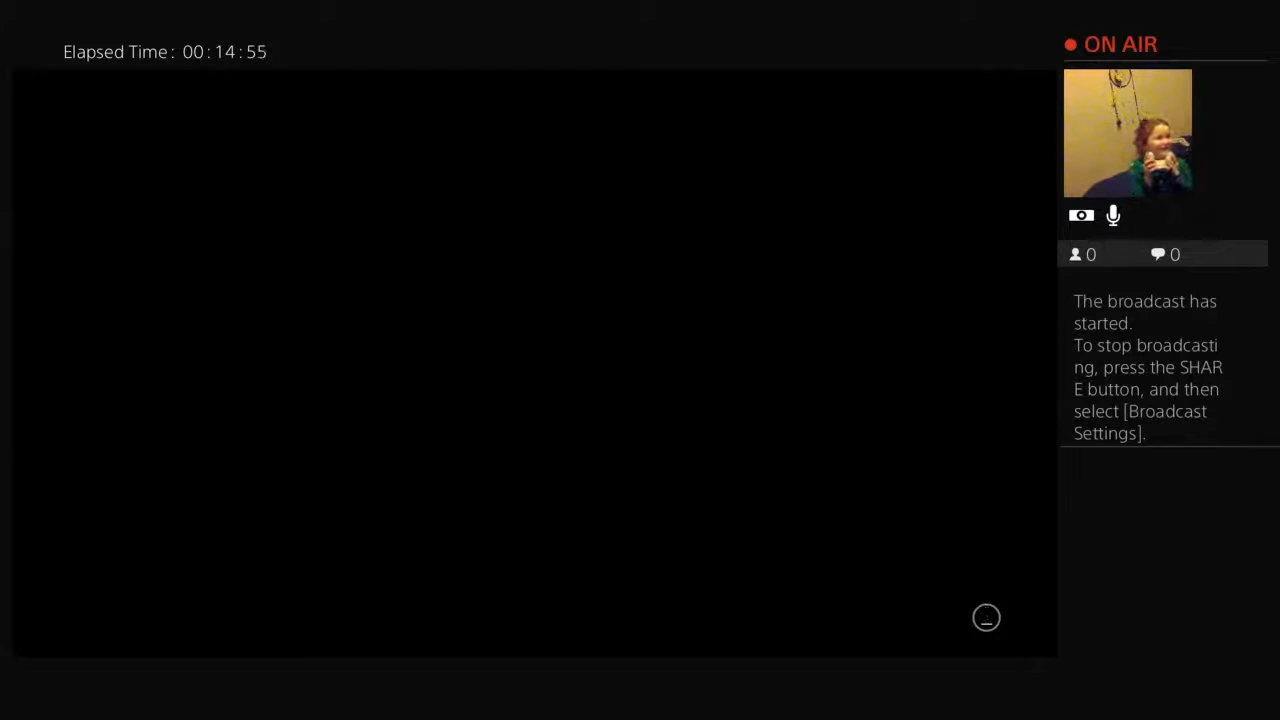 Elapsed Time: 00:14:55
ON AIR
0 0
The broadcast has
started.
To stop broadcasti
ng, press the SHAR
E button, and then
select [Broadcast
Settings].